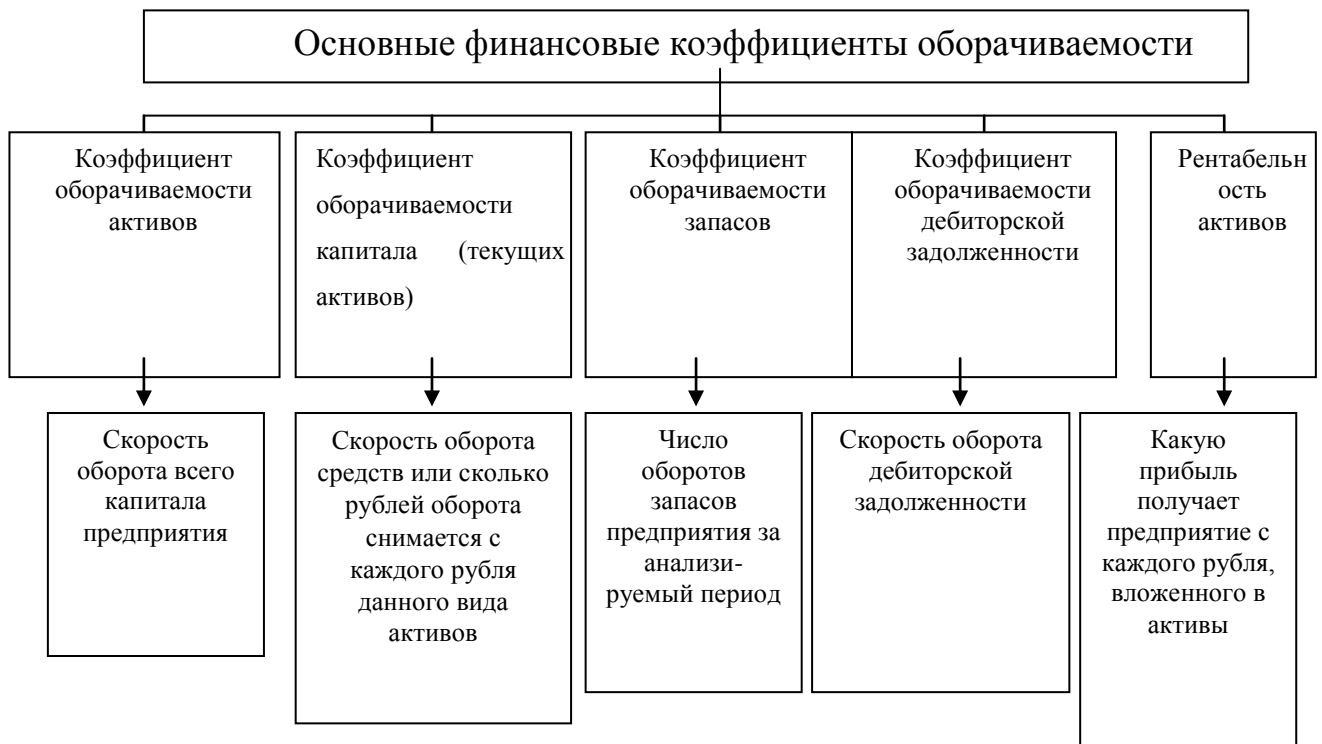 Основные финансовые коэффициенты оборачиваемости
Коэффициент
оборачиваемости
активов
Коэффициент
оборачиваемости
капитала (текущих
активов)
Коэффициент
оборачиваемости
запасов
Коэффициент
оборачиваемости
дебиторской
задолженности
Рентабельн
ость
активов
Скорость
оборота всего
капитала
предприятия
Скорость оборота
средств или сколько
рублей оборота
снимается с
каждого рубля
данного вида
активов
Число
оборотов
запасов
предприятия за
анализи-
руемый период
Скорость оборота
дебиторской
задолженности
Какую
прибыль
получает
предприятие с
каждого рубля,
вложенного в
активы